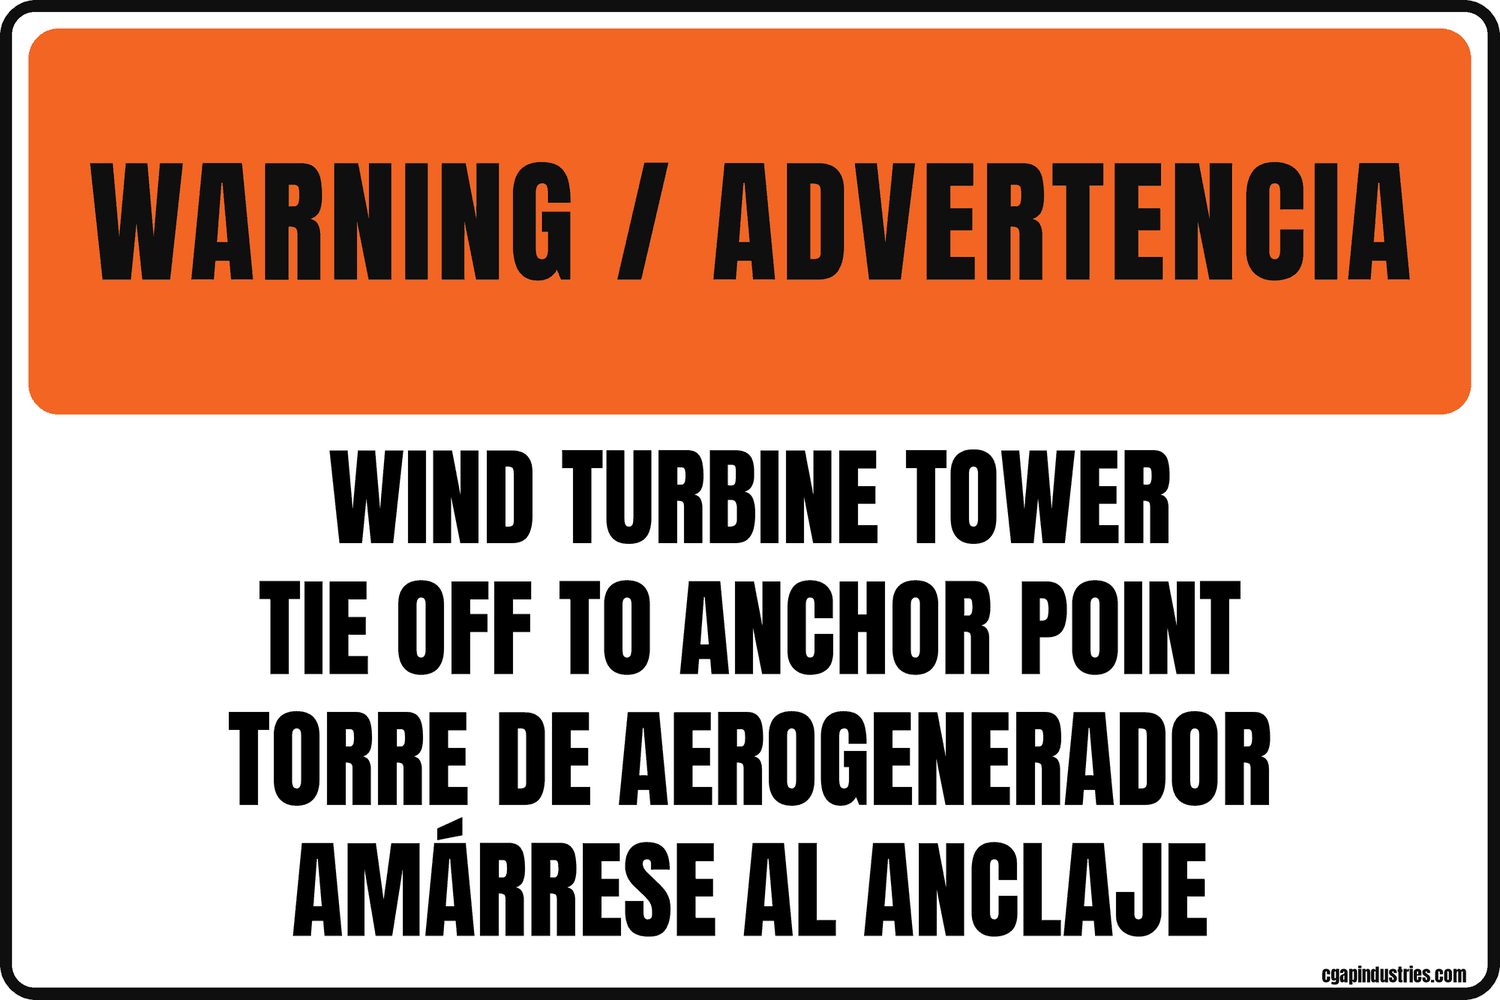 WARNING / ADVERTENCIA
WIND TURBINE TOWER
TIE OFF TO ANCHOR POINT
TORRE DE AEROGENERADOR
AMÁRRESE AL ANCLAJE
cgapindustries.com